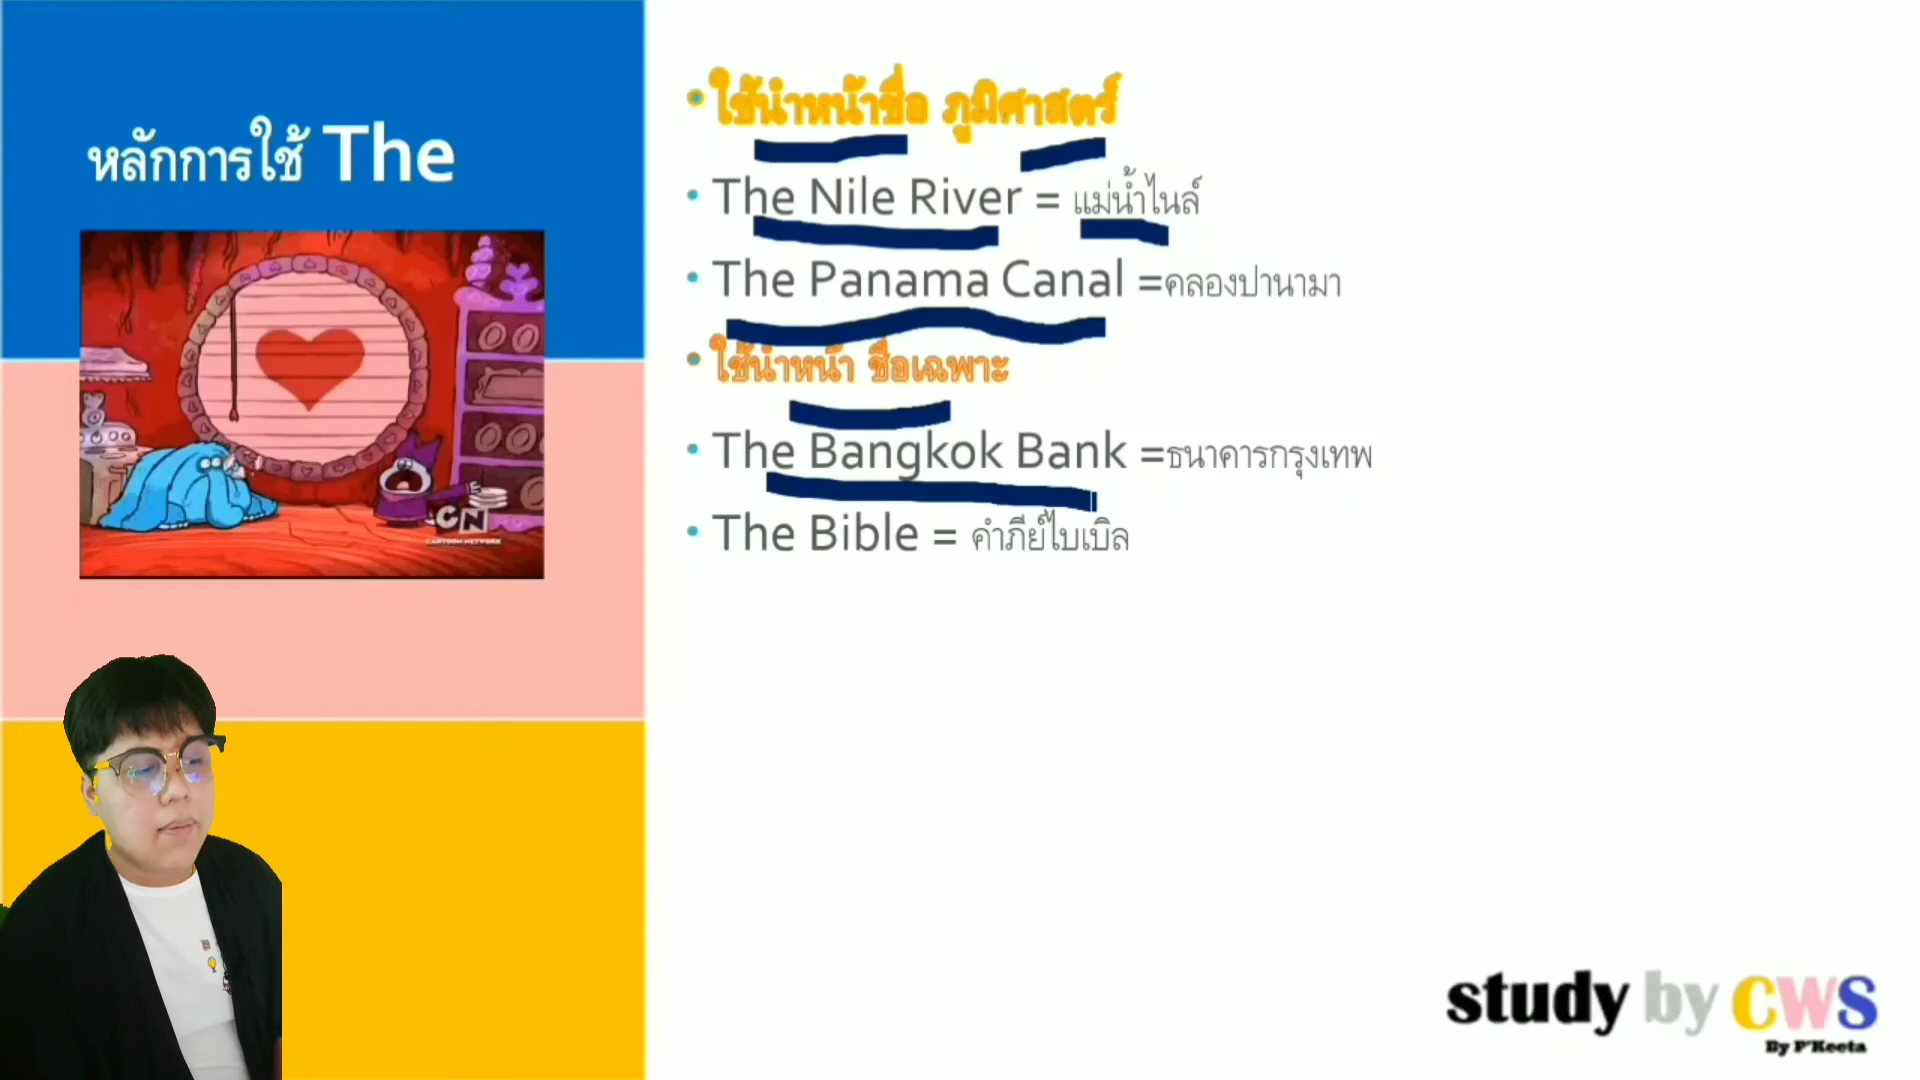 หลักการใช้ The
•ใช้นำหน้าชื่อ ภูมิศาสตร์
• The Nile River = แม่น้ำไนล์
• The Panama Canal =คลองปานามา
•ใช้นำหน้า ชื่อเฉพาะ
• The Bangkok Bank =ธนาคารกรุงเทพ
• The Bible = คำภีย์ไบเบิล
CN
CARTOON NETWORK
study by CWS
By P'Keeta